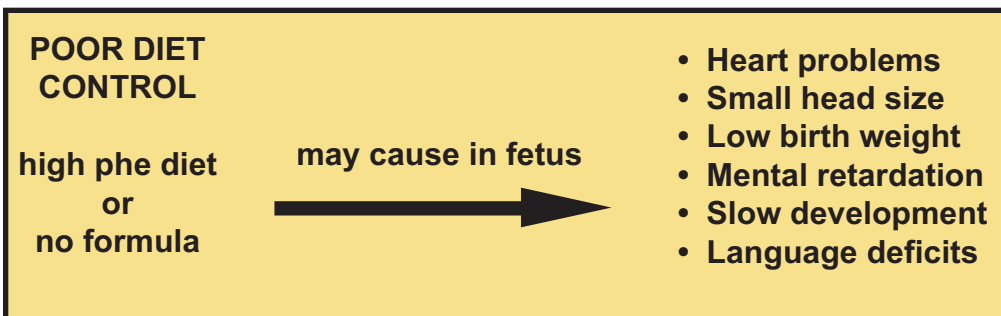 POOR DIET
CONTROL
high phe diet
or
no formula
may cause in fetus
• Heart problems
• Small head size
• Low birth weight
• Mental retardation
• Slow development
• Language deficits